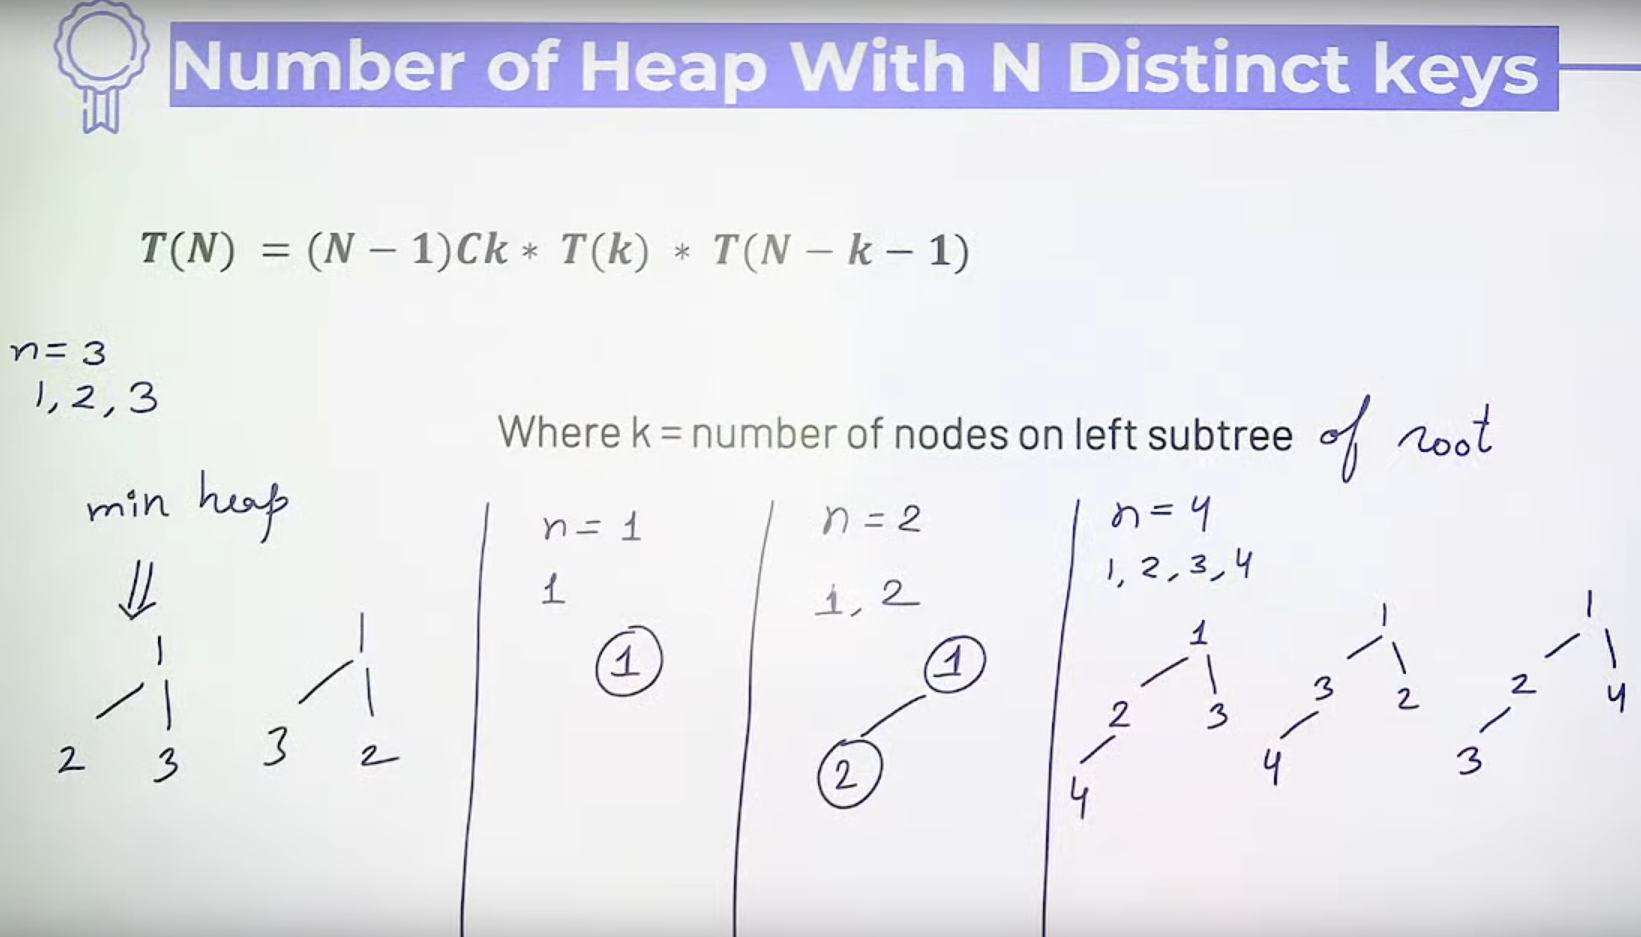 Number of Heap With N Distinct keys
T(N) = (N − 1)Ck * T(k) * T(N − k − 1)
n = 3
1, 2, 3
Where k = number of nodes on left subtree of root
min heap
1
2 3
1
3 2
n = 1
1
1
n = 2
1, 2
1
2
n = 4
1, 2, 3, 4
1
2 3
4
1
3 2
4
1
2 4
3